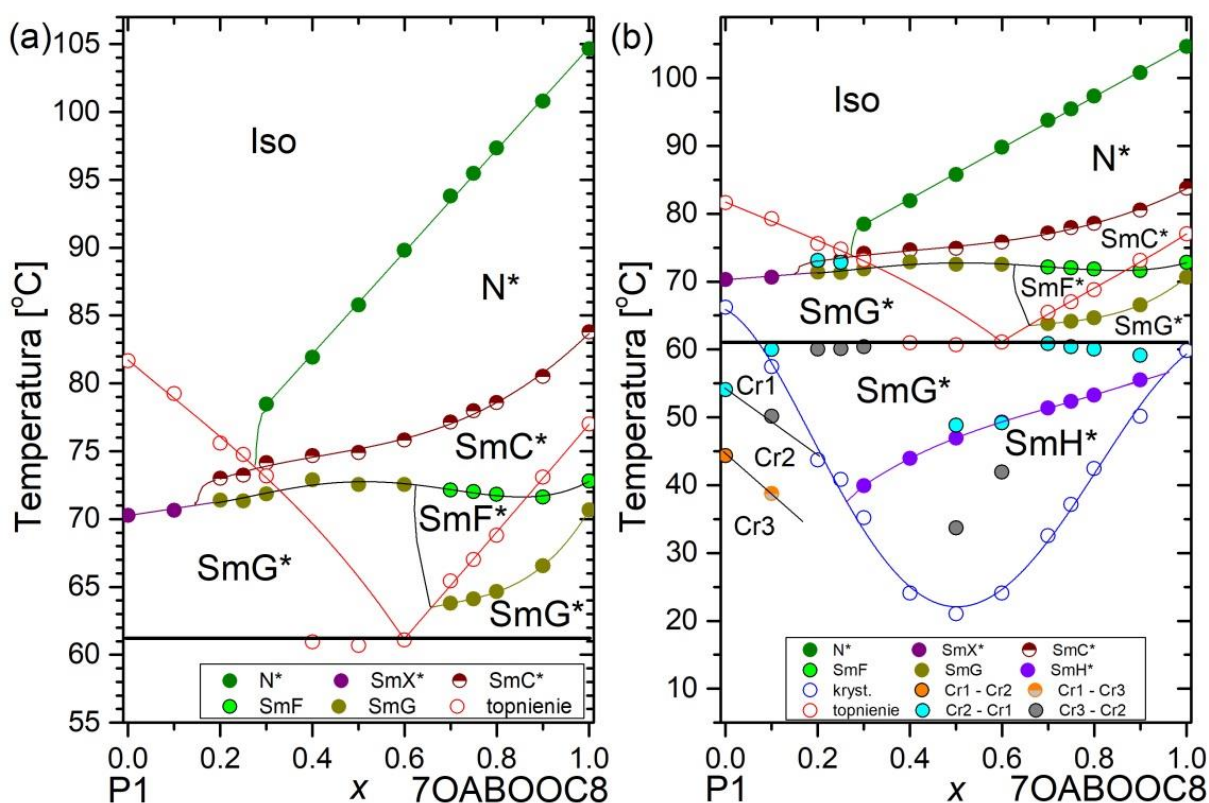 (a)
105
100
95
90
85
80
75
70
65
60
55
Temperatura [°C]
Iso
N*
SmC*
SmF*
SmG*
SmG*
N* SmX* SmC*
SmF SmG topnienie
0.0 0.2 0.4 0.6 0.8 1.0
P1 x 7OABOOC8
(b)
100
90
80
70
60
50
40
30
20
10
Temperatura [°C]
Iso
N*
SmC*
SmF*
SmG*
SmG*
SmG*
Cr1
SmH*
Cr2
Cr3
N* SmX* SmC*
SmF SmG SmH*
kryst. Cr1 - Cr2 Cr1 - Cr3
topnienie Cr2 - Cr1 Cr3 - Cr2
0.0 0.2 0.4 0.6 0.8 1.0
P1 x 7OABOOC8